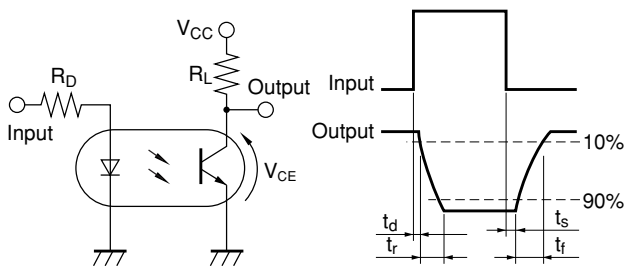 VCC
RD
RL
Output
Input
VCE
Input
Output
10%
90%
td
tr
ts
tf